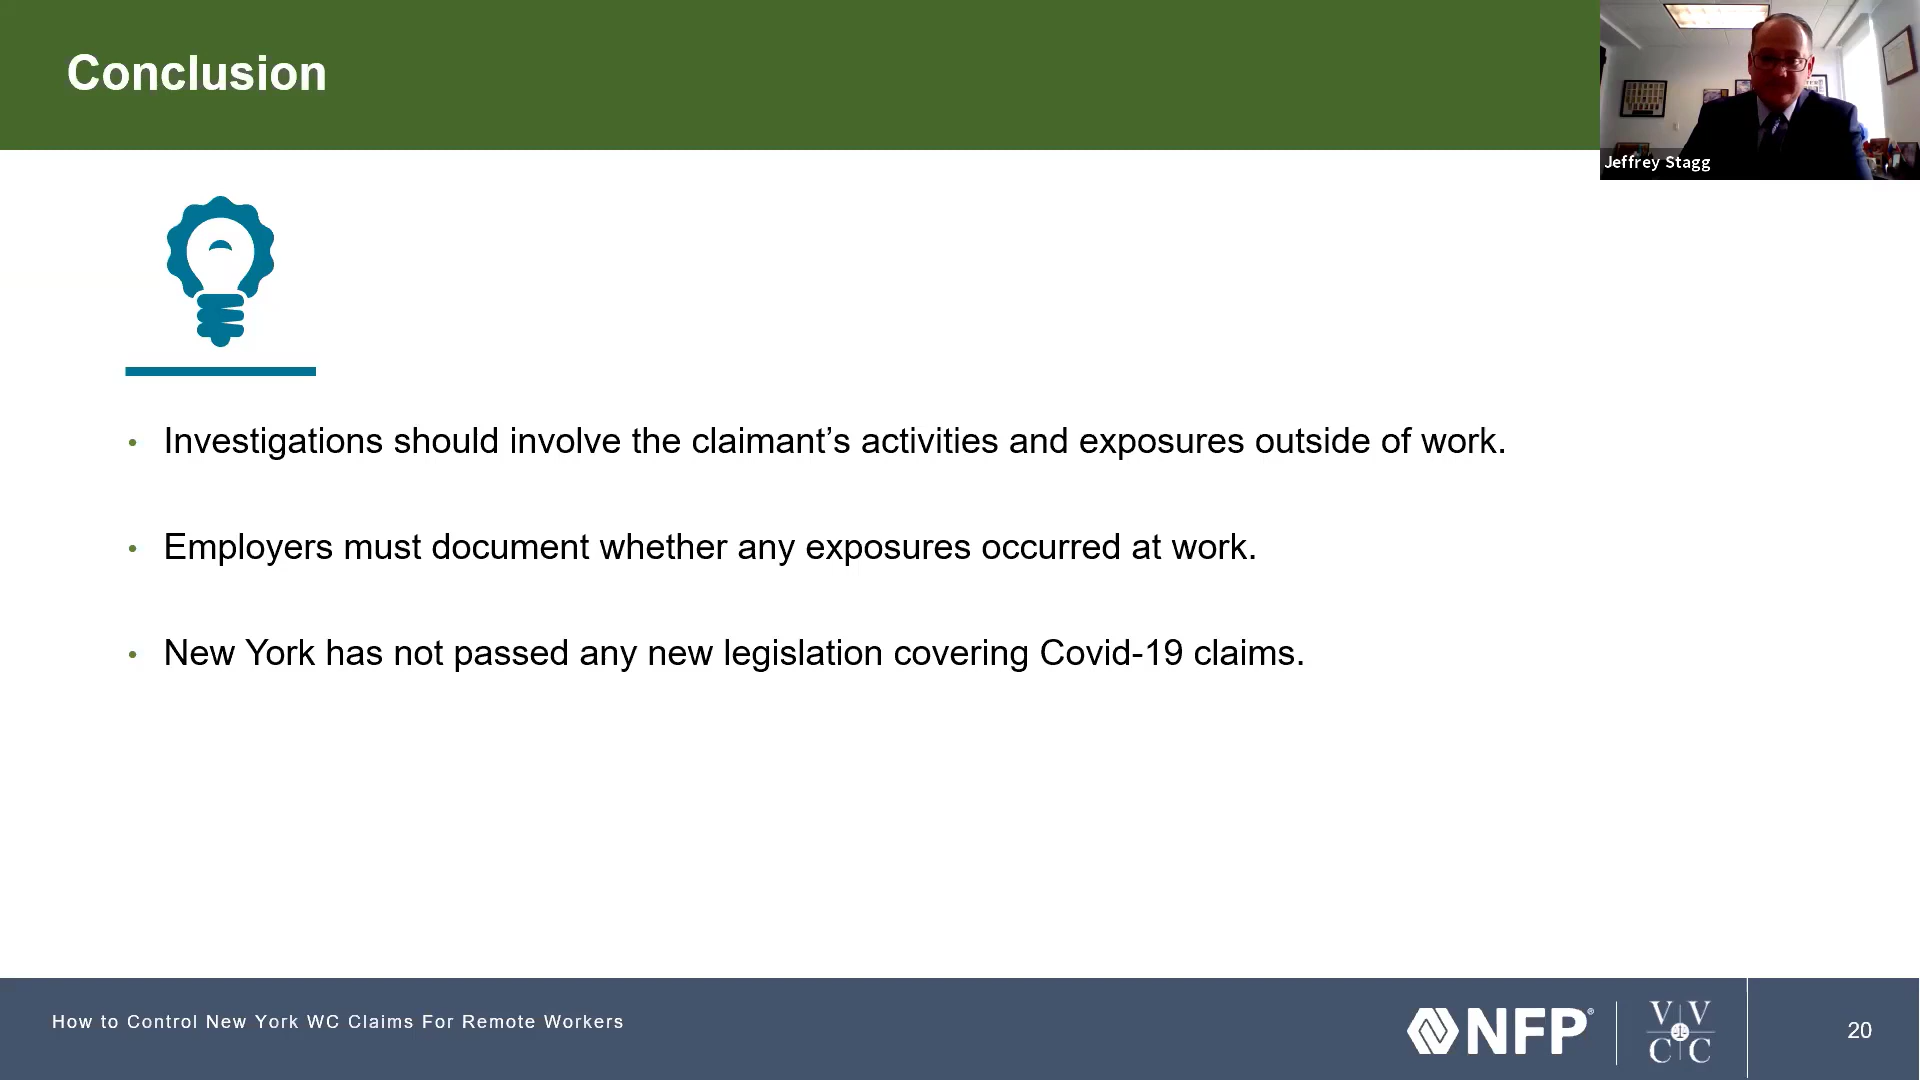 Conclusion
Jeffrey Stagg
• Investigations should involve the claimant’s activities and exposures outside of work.
• Employers must document whether any exposures occurred at work.
• New York has not passed any new legislation covering Covid-19 claims.
How to Control New York WC Claims For Remote Workers
NFP®
V V
C C
20